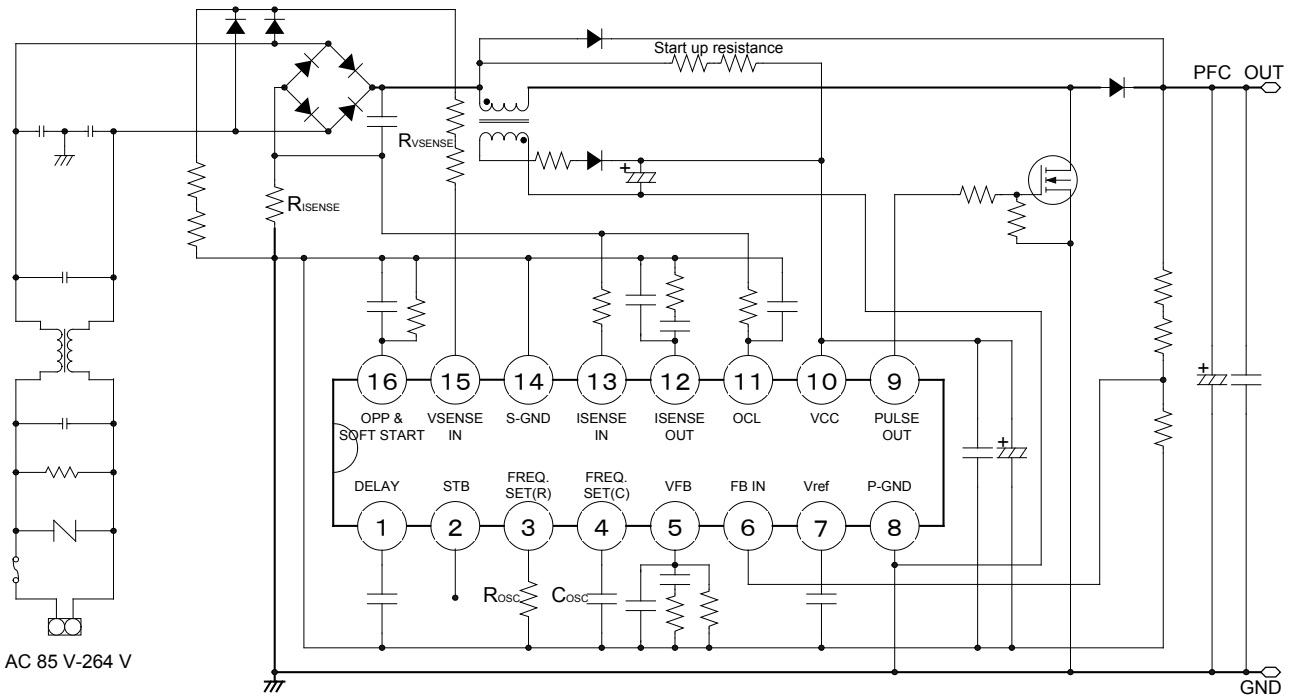 Start up resistance
PFC OUT
RVSENSE
RISENSE
+
+
16 15 14 13 12 11 10 9
OPP & SOFT START
VSENSE IN
S-GND
ISENSE IN
ISENSE OUT
OCL
VCC
PULSE OUT
+
DELAY
STB
FREQ. SET(R)
FREQ. SET(C)
VFB
FB IN
Vref
P-GND
1 2 3 4 5 6 7 8
ROSC
COSC
AC 85 V-264 V
GND